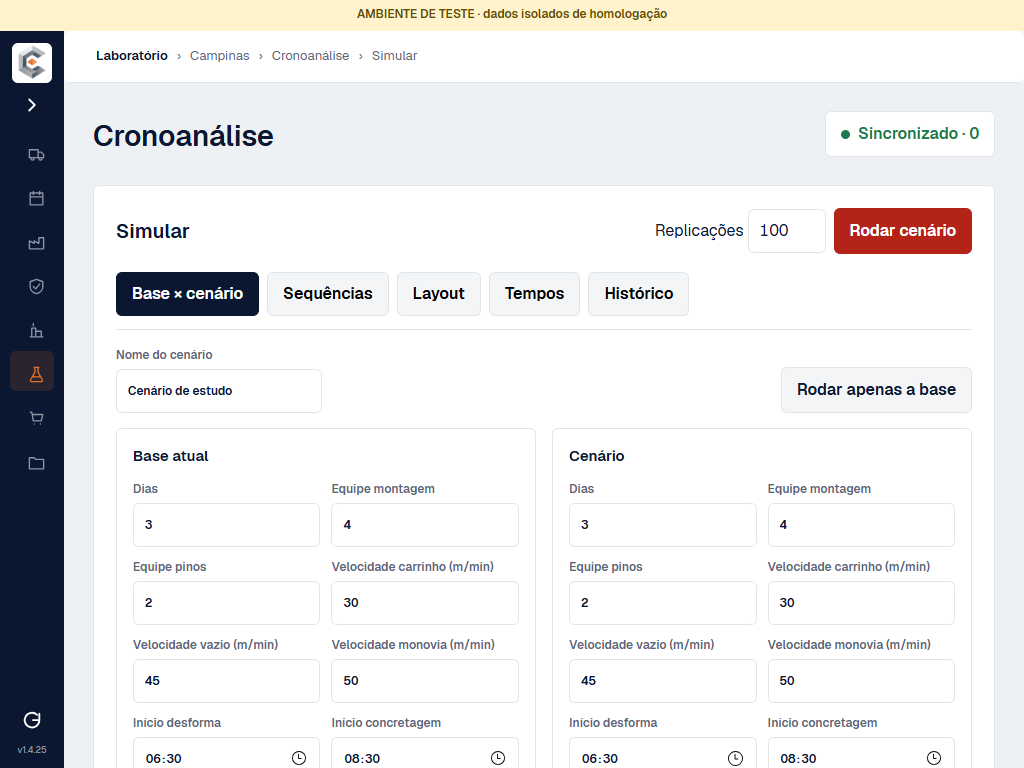 AMBIENTE DE TESTE · dados isolados de homologação
Laboratório › Campinas › Cronoanálise › Simular
Cronoanálise
Sincronizado · 0
Simular
Replicações 100 Rodar cenário
Base × cenário Sequências Layout Tempos Histórico
Nome do cenário
Cenário de estudo
Rodar apenas a base
Base atual
Dias Equipe montagem
3 4
Equipe pinos Velocidade carrinho (m/min)
2 30
Velocidade vazio (m/min) Velocidade monovia (m/min)
45 50
Início desforma Início concretagem
06:30 08:30
Cenário
Dias Equipe montagem
3 4
Equipe pinos Velocidade carrinho (m/min)
2 30
Velocidade vazio (m/min) Velocidade monovia (m/min)
45 50
Início desforma Início concretagem
06:30 08:30
v1.4.25